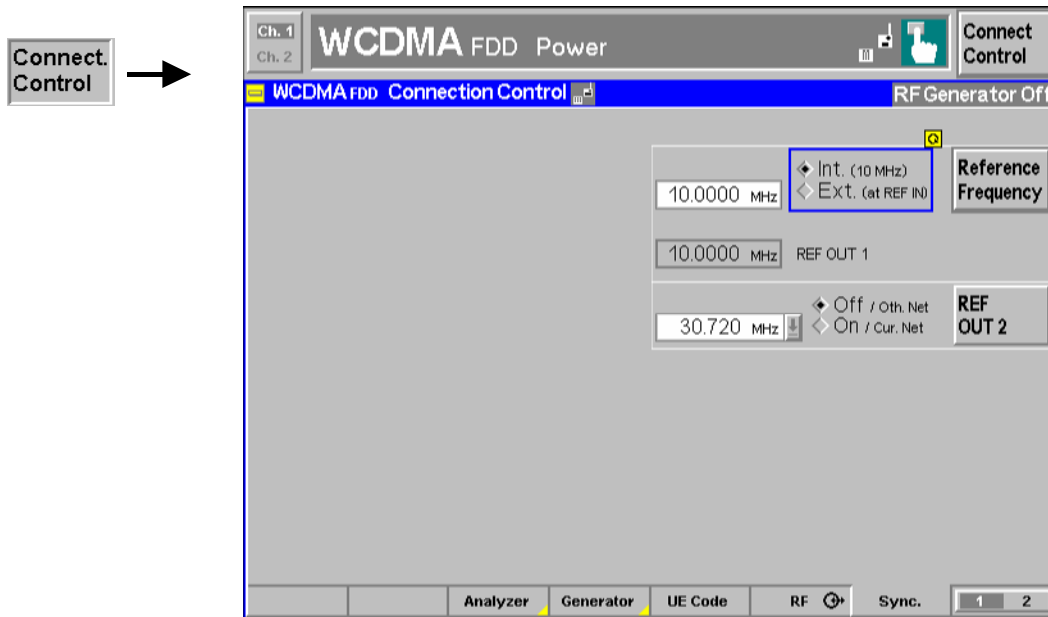 Connect.
Control
Ch. 1
Ch. 2
WCDMA FDD Power
Connect
Control
WCDMA FDD Connection Control
RF Generator Off
10.0000 MHz
Int. (10 MHz)
Ext. (at REF IN)
Reference
Frequency
10.0000 MHz REF OUT 1
30.720 MHz
Off / Oth. Net
On / Cur. Net
REF
OUT 2
Analyzer Generator UE Code RF Sync. 1 2